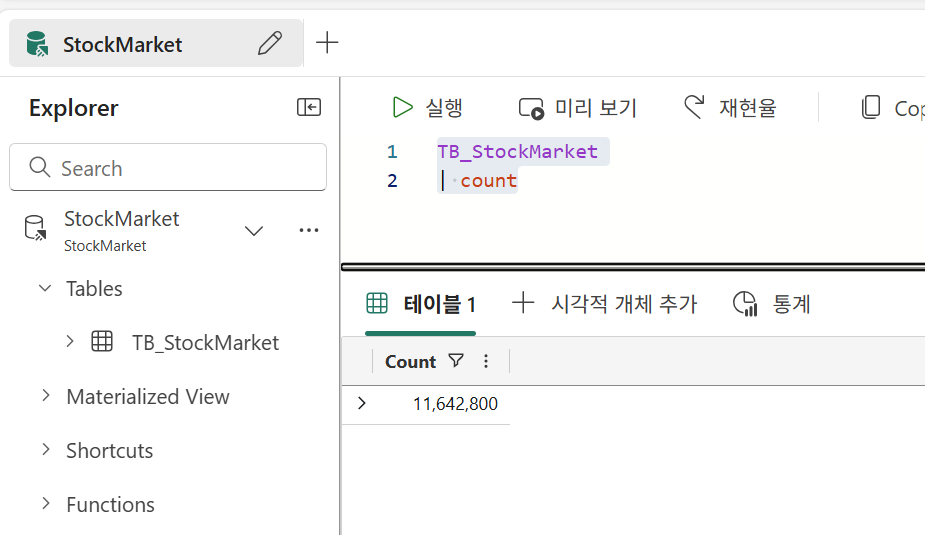 StockMarket
Explorer
Search
StockMarket
StockMarket
Tables
TB_StockMarket
Materialized View
Shortcuts
Functions
실행 미리 보기 재현율 Cop
1 TB_StockMarket
2 | count
테이블 1 시각적 개체 추가 통계
Count
11,642,800